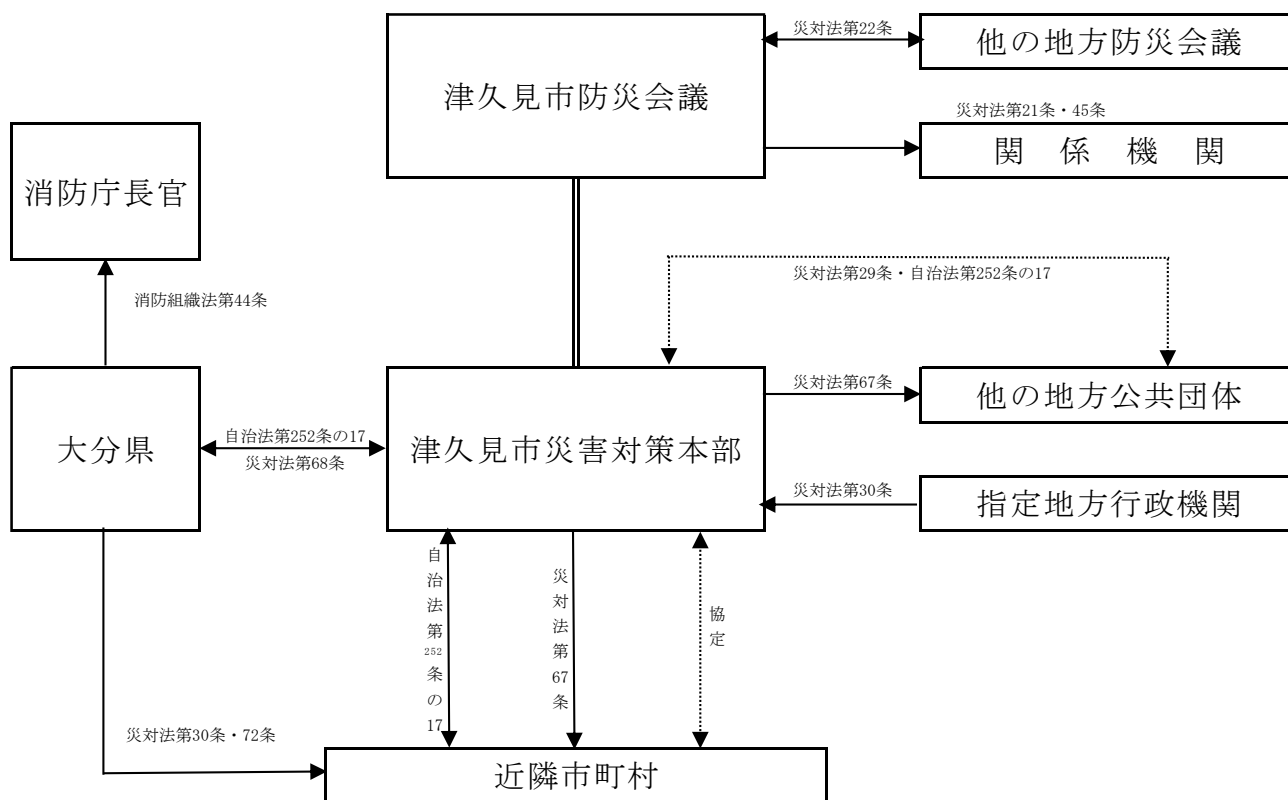 災対法第22条
他の地方防災会議
津久見市防災会議
災対法第21条・45条
関係機関
消防庁長官
災対法第29条・自治法第252条の17
消防組織法第44条
災対法第67条
他の地方公共団体
大分県
自治法第252条の17
災対法第68条
津久見市災害対策本部
災対法第30条
指定地方行政機関
自治法第252条の17
災対法第67条
協定
災対法第30条・72条
近隣市町村